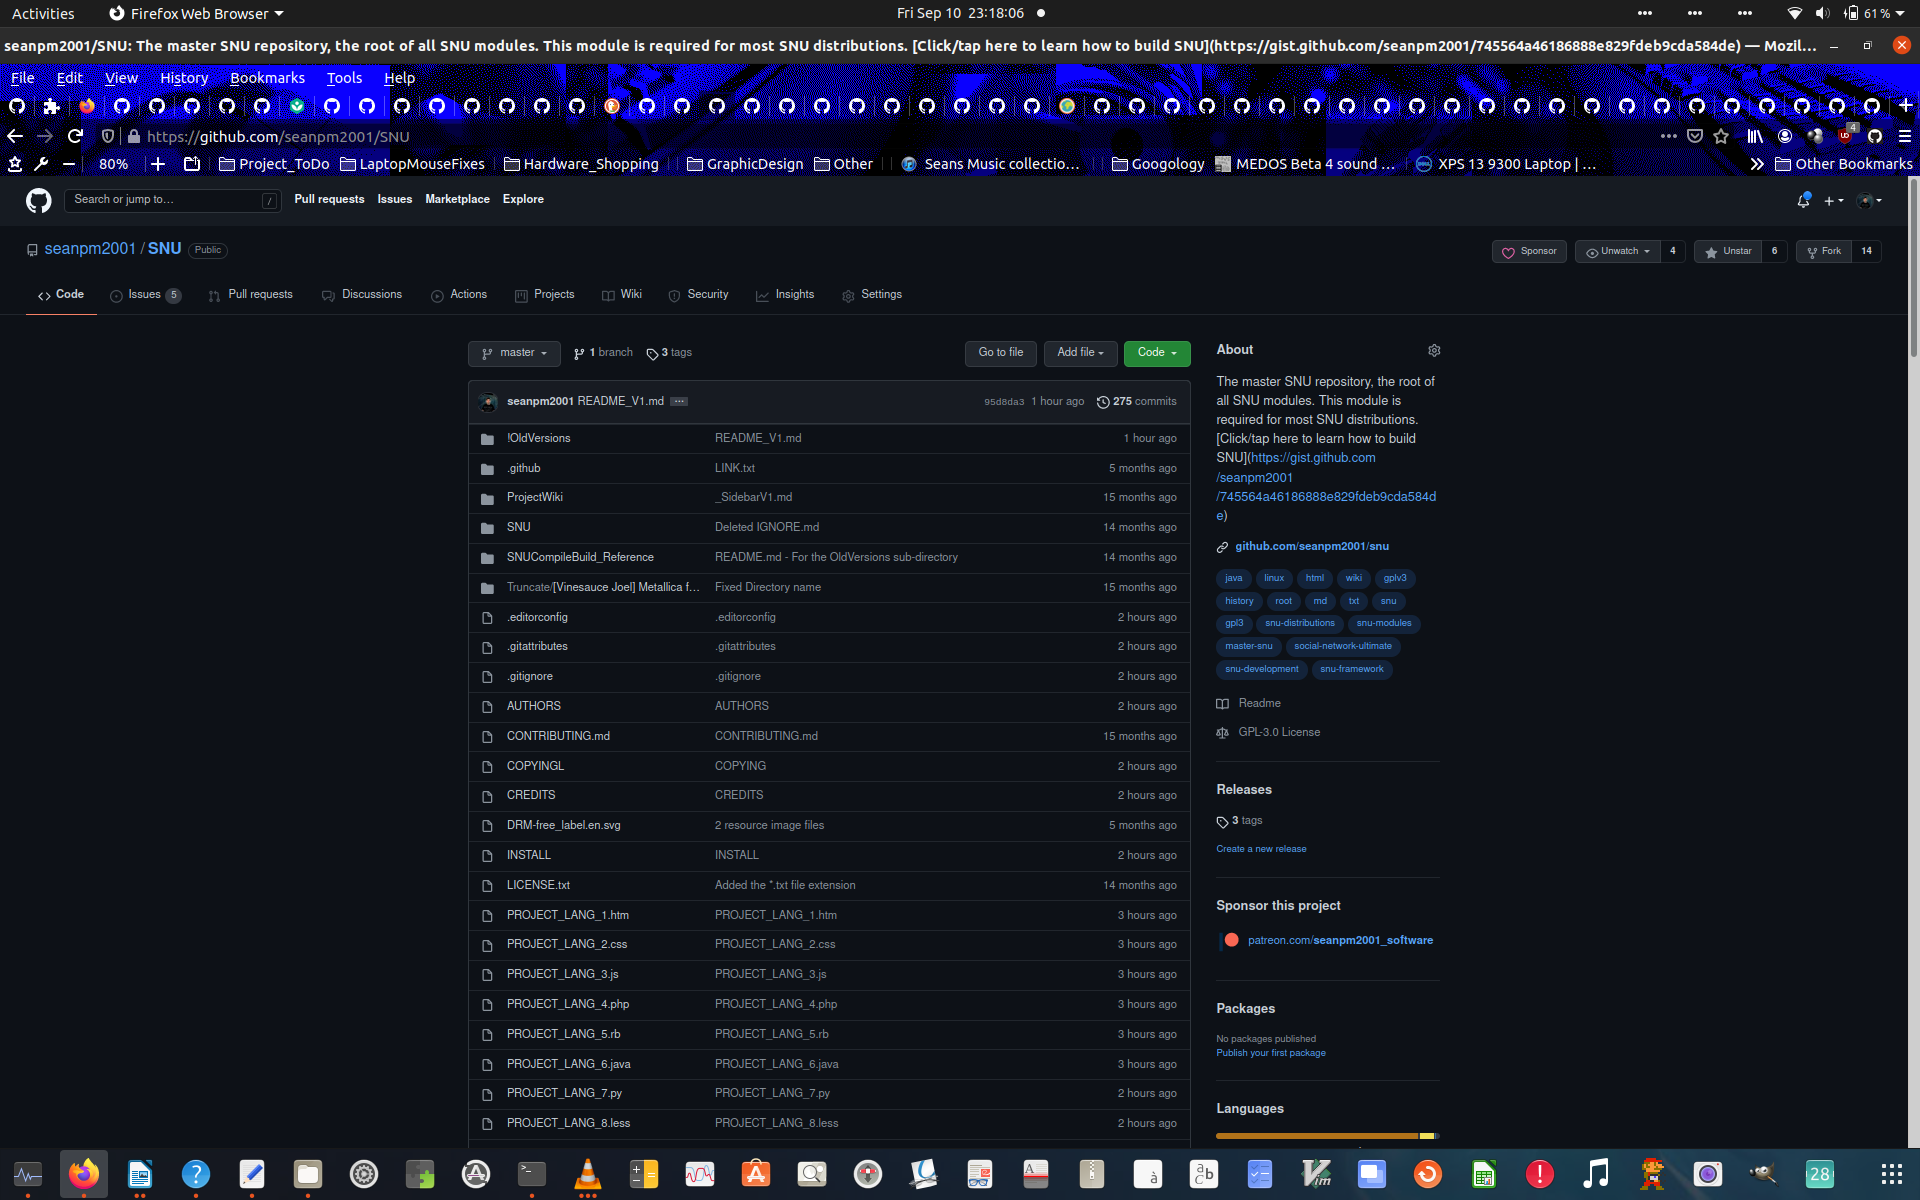 Activities Firefox Web Browser Fri Sep 10 23:18:06 61 %
seanpm2001/SNU: The master SNU repository, the root of all SNU modules. This module is required for most SNU distributions. [Click/tap here to learn how to build SNU](https://gist.github.com/seanpm2001/745564a46186888e829fdeb9cda584de) — Mozil...
File Edit View History Bookmarks Tools Help
https://github.com/seanpm2001/SNU 4
80% Project_ToDo LaptopMouseFixes Hardware_Shopping GraphicDesign Other Seans Music collectio... Googology MEDOS Beta 4 sound ... XPS 13 9300 Laptop | ... Other Bookmarks
Search or jump to... / Pull requests Issues Marketplace Explore
seanpm2001 / SNU Public
Sponsor Unwatch 4 Unstar 6 Fork 14
Code Issues 5 Pull requests Discussions Actions Projects Wiki Security Insights Settings
master 1 branch 3 tags Go to file Add file Code
seanpm2001 README_V1.md ... 95d8da3 1 hour ago 275 commits
!OldVersions README_V1.md 1 hour ago
.github LINK.txt 5 months ago
ProjectWiki _SidebarV1.md 15 months ago
SNU Deleted IGNORE.md 14 months ago
SNUCompileBuild_Reference README.md - For the OldVersions sub-directory 14 months ago
Truncate/[Vinesauce Joel] Metallica f... Fixed Directory name 15 months ago
.editorconfig .editorconfig 2 hours ago
.gitattributes .gitattributes 2 hours ago
.gitignore .gitignore 2 hours ago
AUTHORS AUTHORS 2 hours ago
CONTRIBUTING.md CONTRIBUTING.md 15 months ago
COPYINGL COPYING 2 hours ago
CREDITS CREDITS 2 hours ago
DRM-free_label.en.svg 2 resource image files 5 months ago
INSTALL INSTALL 2 hours ago
LICENSE.txt Added the *.txt file extension 14 months ago
PROJECT_LANG_1.htm PROJECT_LANG_1.htm 3 hours ago
PROJECT_LANG_2.css PROJECT_LANG_2.css 3 hours ago
PROJECT_LANG_3.js PROJECT_LANG_3.js 3 hours ago
PROJECT_LANG_4.php PROJECT_LANG_4.php 3 hours ago
PROJECT_LANG_5.rb PROJECT_LANG_5.rb 3 hours ago
PROJECT_LANG_6.java PROJECT_LANG_6.java 3 hours ago
PROJECT_LANG_7.py PROJECT_LANG_7.py 2 hours ago
PROJECT_LANG_8.less PROJECT_LANG_8.less 2 hours ago
About
The master SNU repository, the root of
all SNU modules. This module is
required for most SNU distributions.
[Click/tap here to learn how to build
SNU](https://gist.github.com
/seanpm2001
/745564a46186888e829fdeb9cda584d
e)
github.com/seanpm2001/snu
java linux html wiki gplv3
history root md txt snu
gpl3 snu-distributions snu-modules
master-snu social-network-ultimate
snu-development snu-framework
Readme
GPL-3.0 License
Releases
3 tags
Create a new release
Sponsor this project
patreon.com/seanpm2001_software
Packages
No packages published
Publish your first package
Languages
28